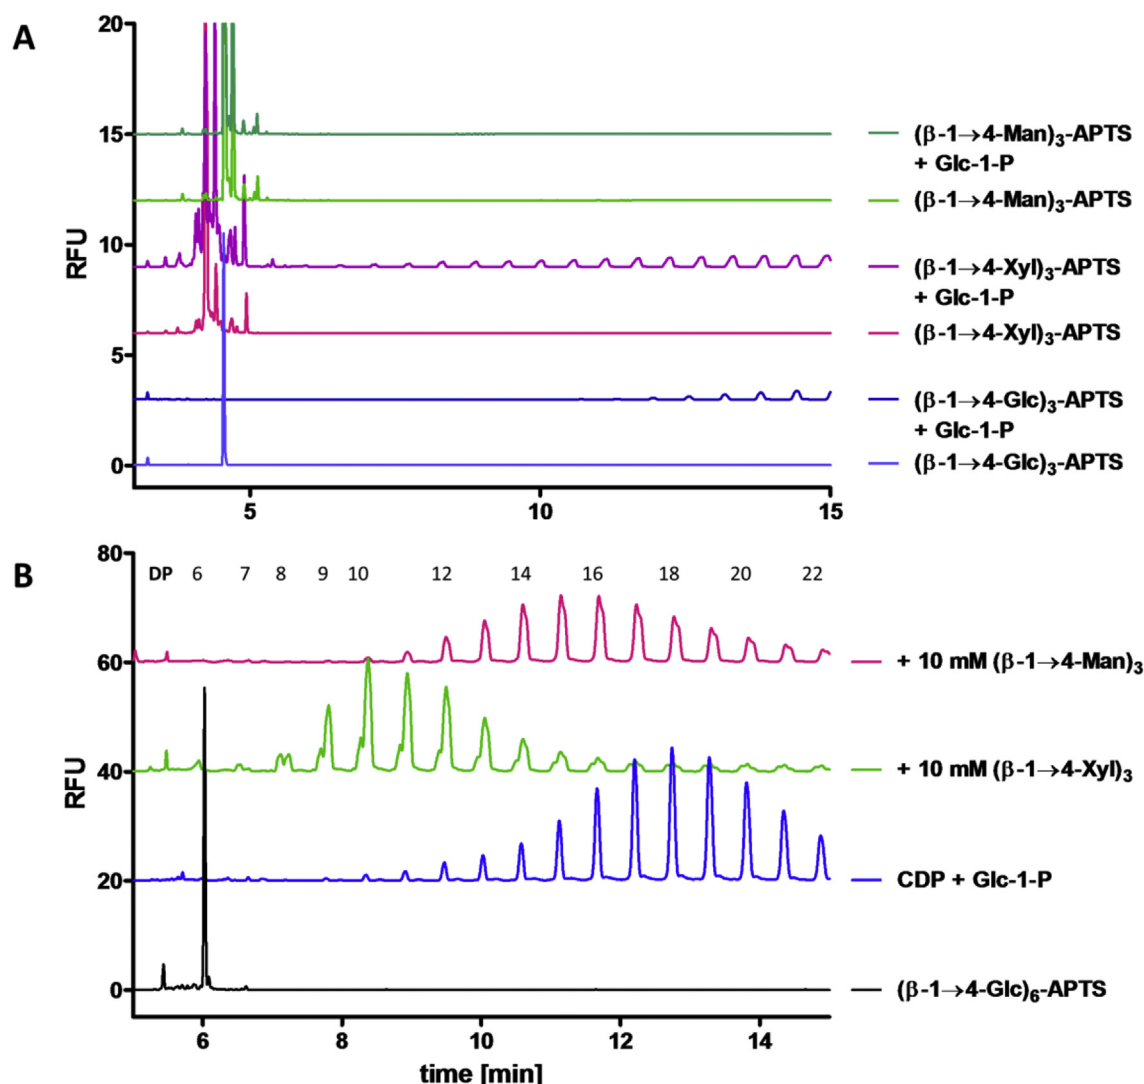 A
20
15
10
5
0
RFU
5
10
15
(β-1→4-Man)₃-APTS
+ Glc-1-P
(β-1→4-Man)₃-APTS
(β-1→4-Xyl)₃-APTS
+ Glc-1-P
(β-1→4-Xyl)₃-APTS
(β-1→4-Glc)₃-APTS
+ Glc-1-P
(β-1→4-Glc)₃-APTS
B
80
60
40
20
0
RFU
DP 6 7 8 9 10 12 14 16 18 20 22
+ 10 mM (β-1→4-Man)₃
+ 10 mM (β-1→4-Xyl)₃
CDP + Glc-1-P
(β-1→4-Glc)₆-APTS
6 8 10 12 14
time [min]